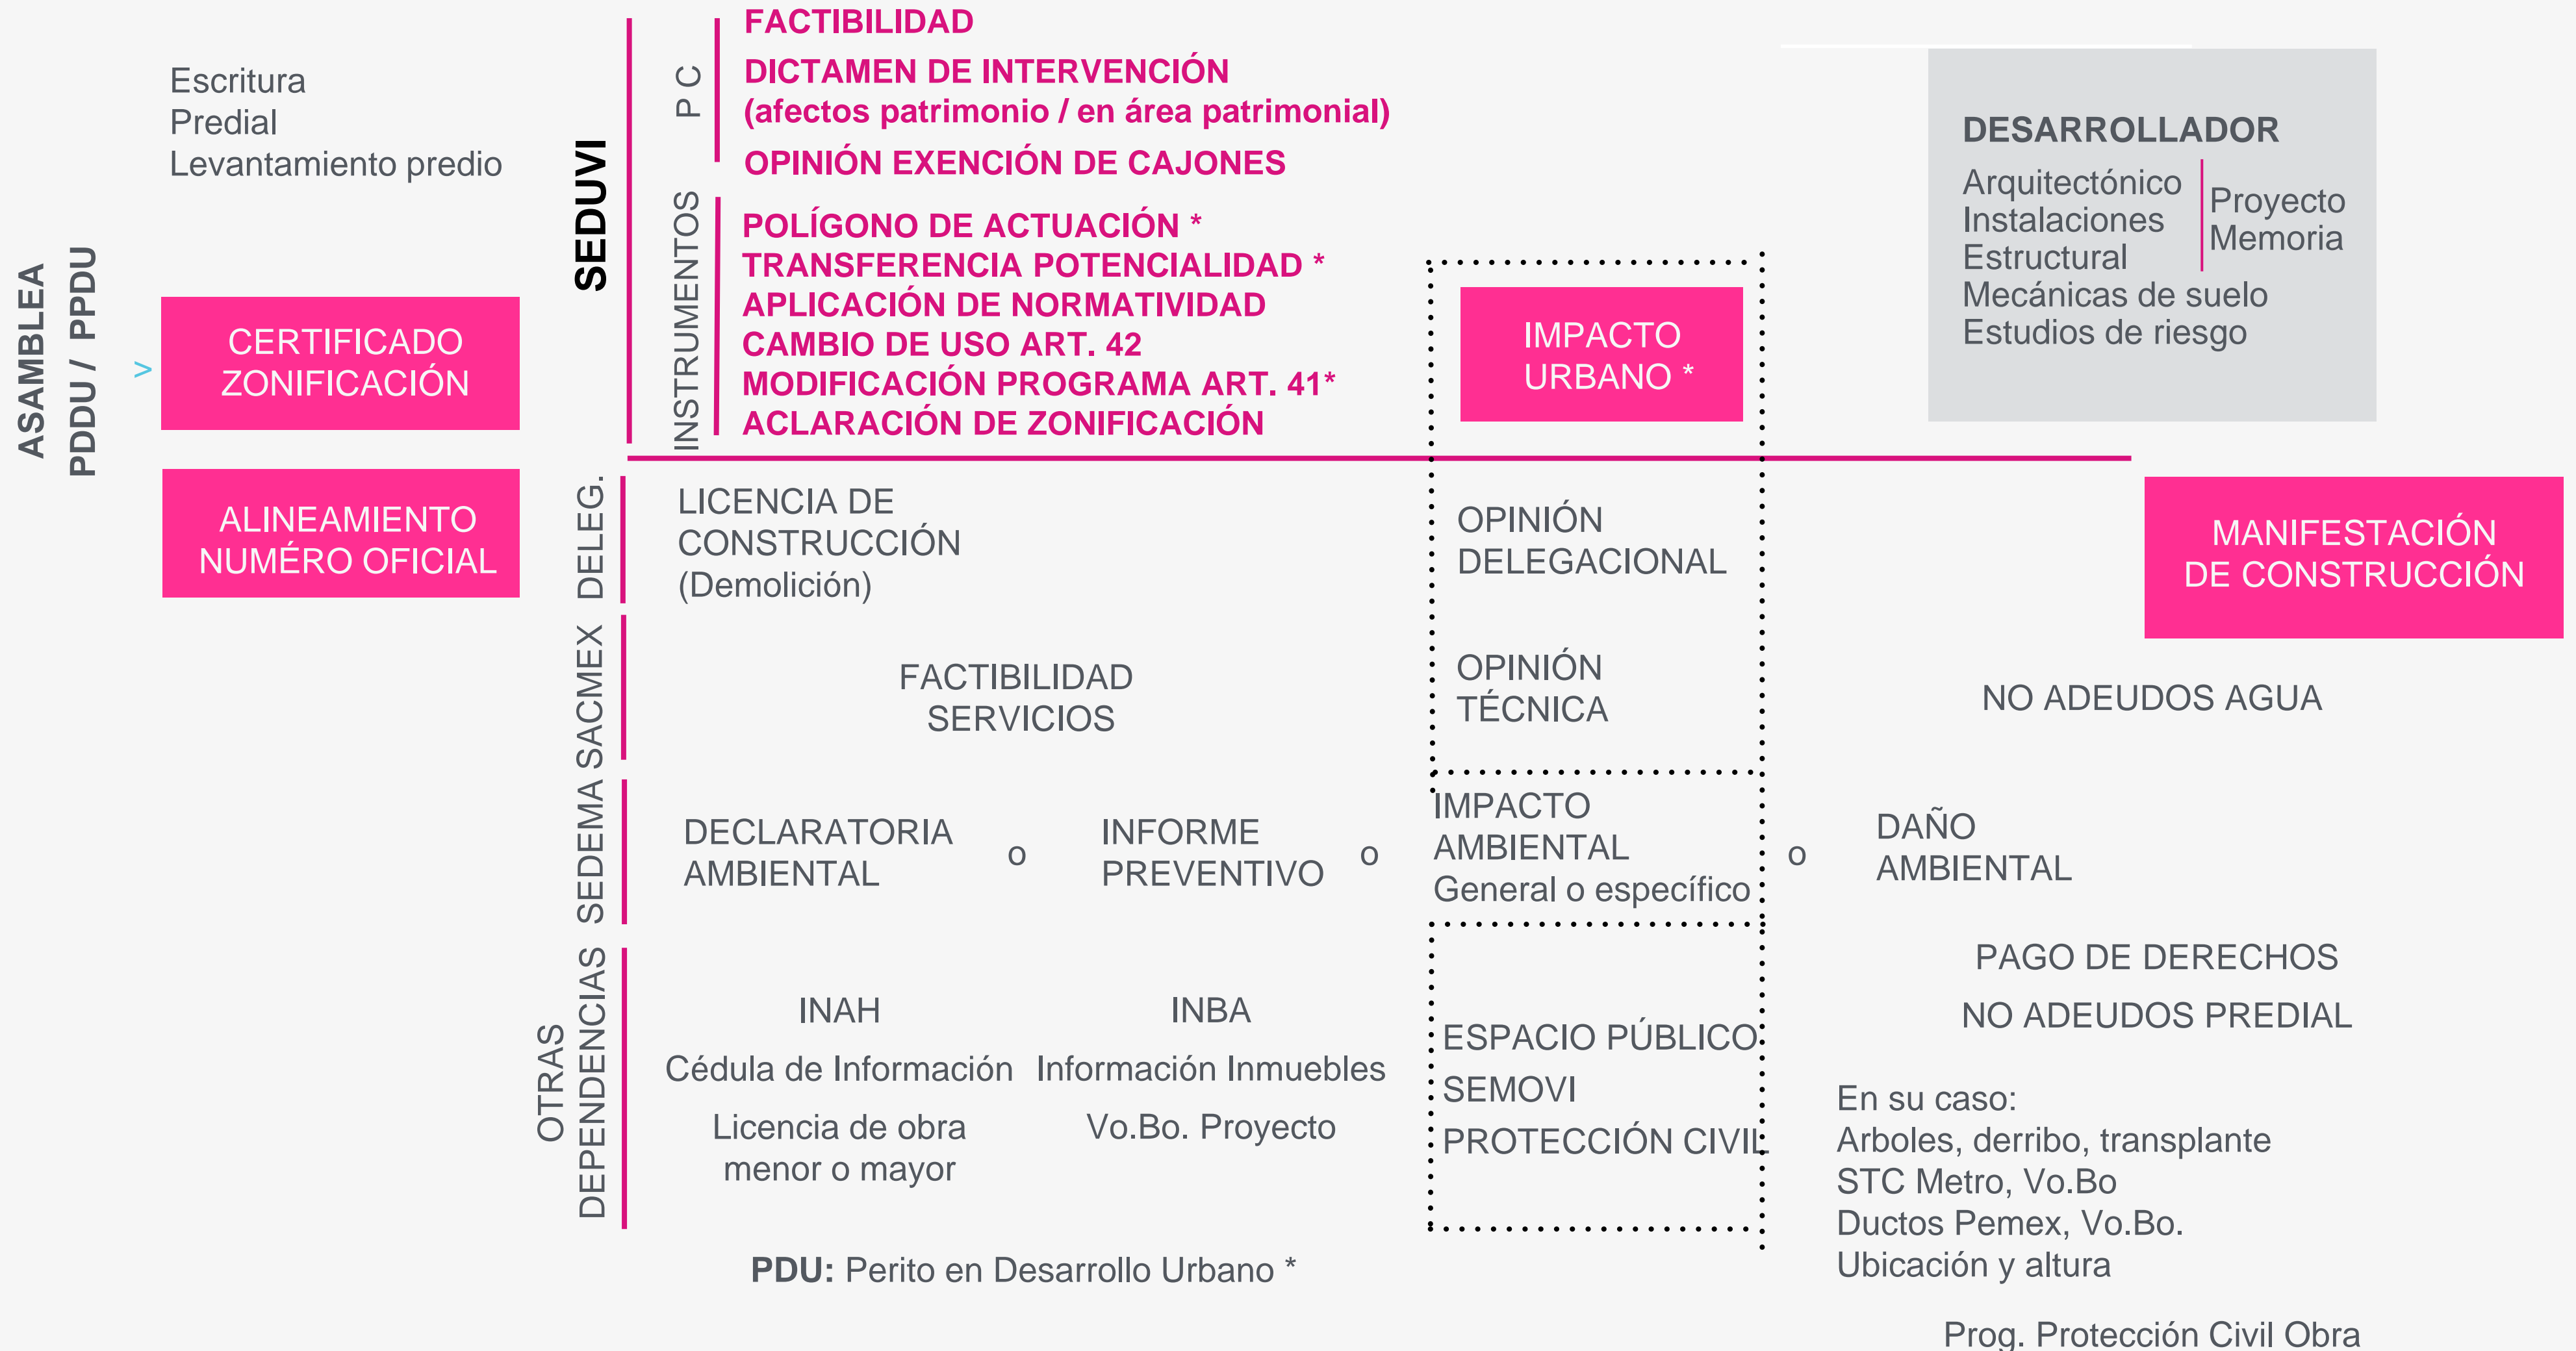 ASAMBLEA
PDDU / PPDU
Escritura
Predial
Levantamiento predio
>
CERTIFICADO
ZONIFICACIÓN
ALINEAMIENTO
NUMÉRO OFICIAL
SEDUVI
P C
FACTIBILIDAD
DICTAMEN DE INTERVENCIÓN
(afectos patrimonio / en área patrimonial)
OPINIÓN EXENCIÓN DE CAJONES
INSTRUMENTOS
POLÍGONO DE ACTUACIÓN *
TRANSFERENCIA POTENCIALIDAD *
APLICACIÓN DE NORMATIVIDAD
CAMBIO DE USO ART. 42
MODIFICACIÓN PROGRAMA ART. 41*
ACLARACIÓN DE ZONIFICACIÓN
IMPACTO
URBANO *
DESARROLLADOR
Arquitectónico
Instalaciones
Estructural
Proyecto
Memoria
Mecánicas de suelo
Estudios de riesgo
DELEG.
LICENCIA DE
CONSTRUCCIÓN
(Demolición)
OPINIÓN
DELEGACIONAL
MANIFESTACIÓN
DE CONSTRUCCIÓN
SACMEX
FACTIBILIDAD
SERVICIOS
OPINIÓN
TÉCNICA
NO ADEUDOS AGUA
SEDEMA
DECLARATORIA
AMBIENTAL
o
INFORME
PREVENTIVO
o
IMPACTO
AMBIENTAL
General o específico
o
DAÑO
AMBIENTAL
OTRAS
DEPENDENCIAS
INAH
Cédula de Información
Licencia de obra
menor o mayor
INBA
Información Inmuebles
Vo.Bo. Proyecto
ESPACIO PÚBLICO
SEMOVI
PROTECCIÓN CIVIL
PAGO DE DERECHOS
NO ADEUDOS PREDIAL
En su caso:
Arboles, derribo, transplante
STC Metro, Vo.Bo
Ductos Pemex, Vo.Bo.
Ubicación y altura
PDU: Perito en Desarrollo Urbano *
Prog. Protección Civil Obra